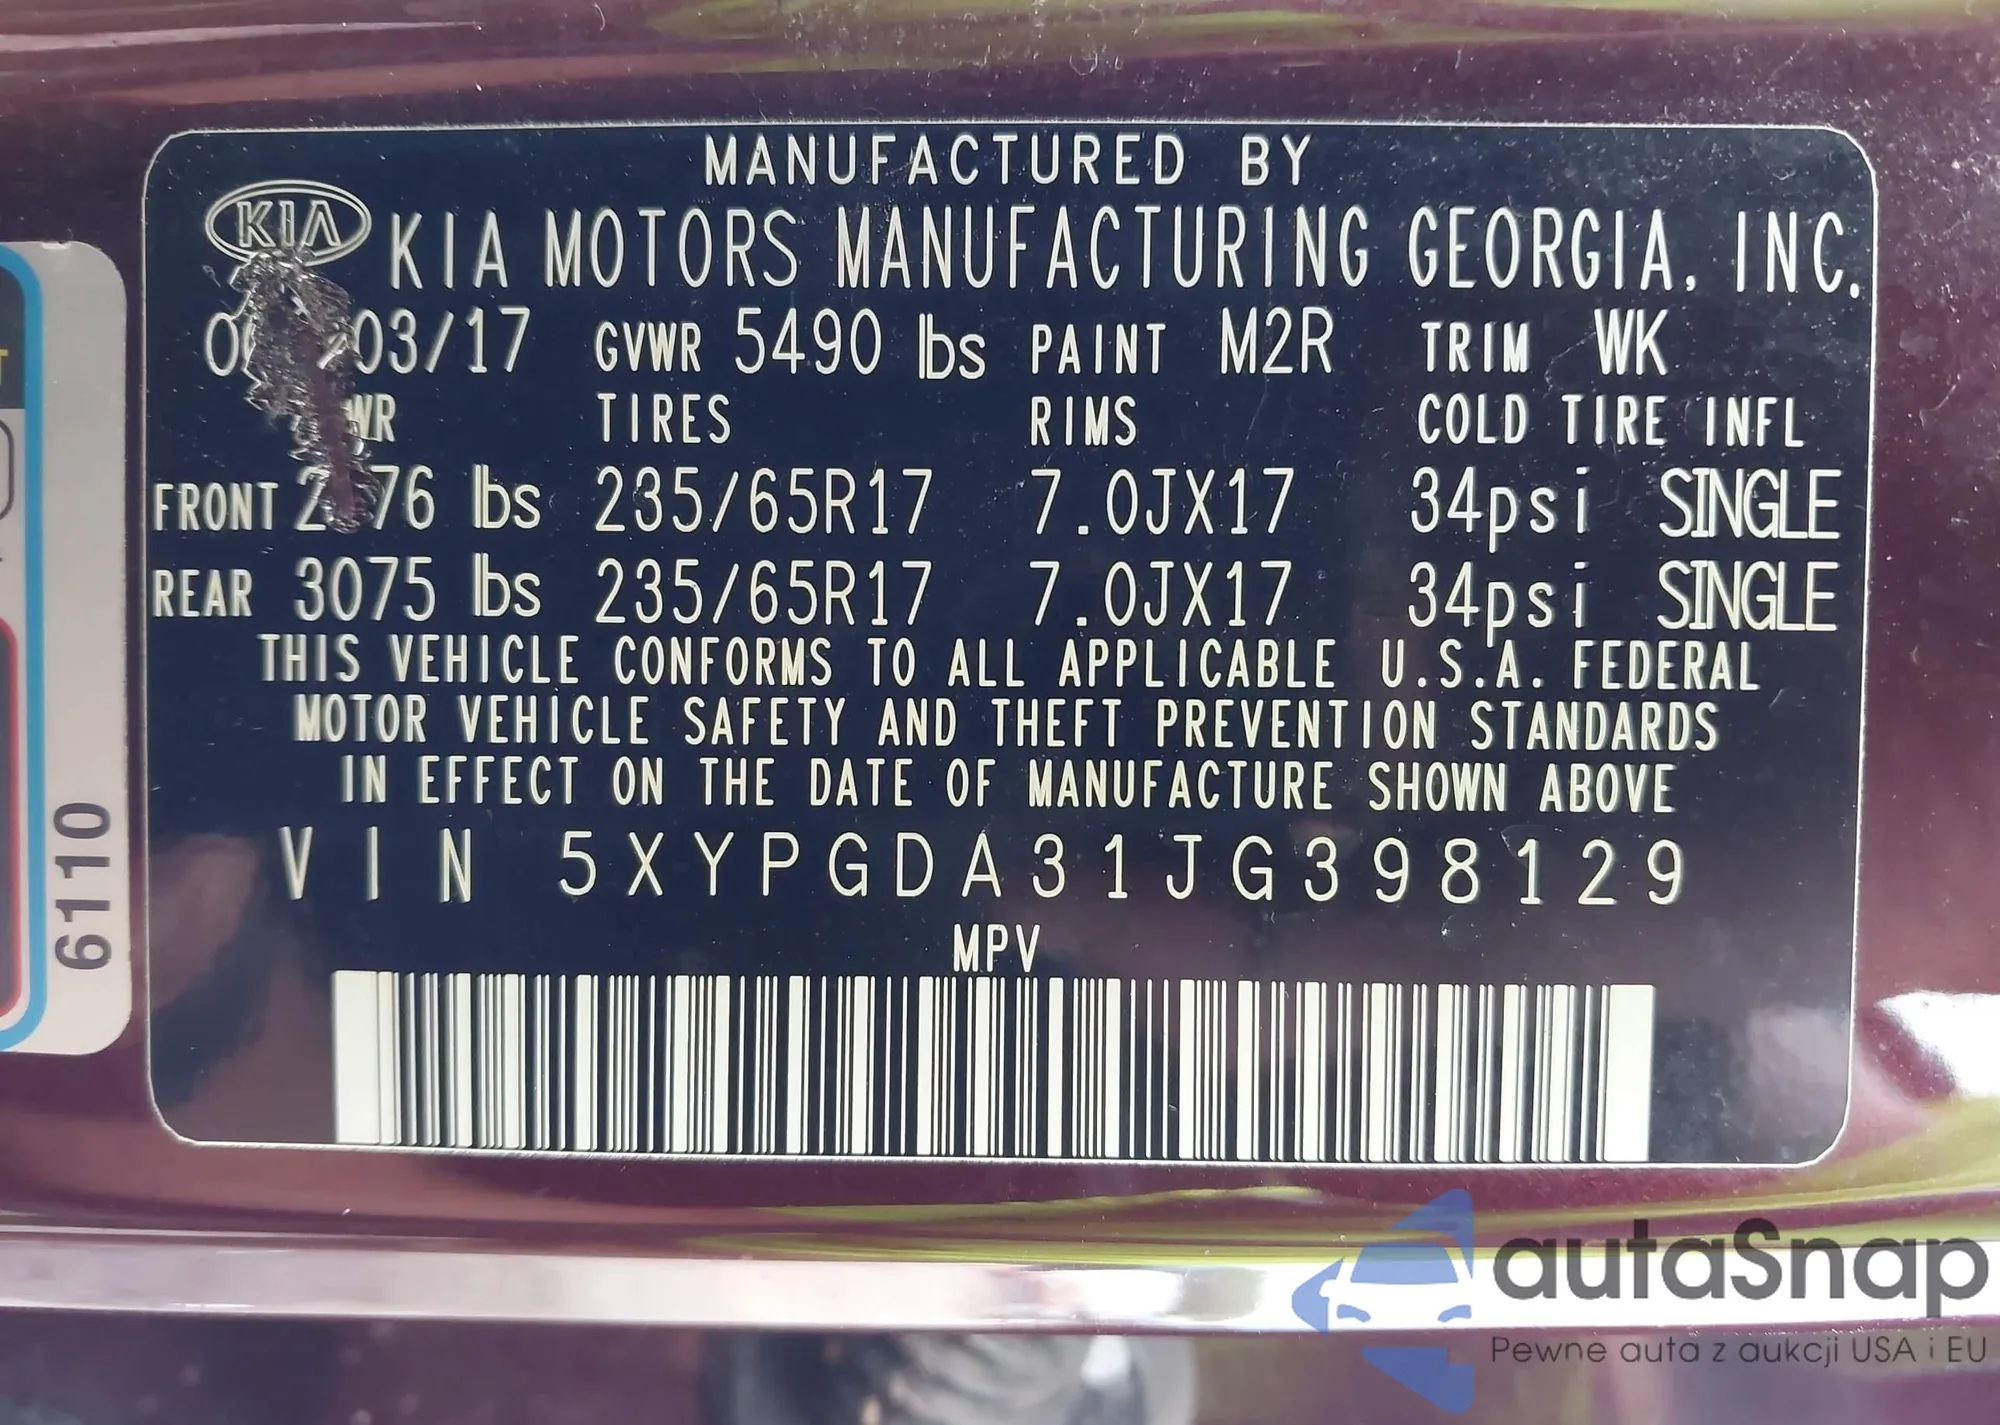 MANUFACTURED BY
KIA KIA MOTORS MANUFACTURING GEORGIA, INC.
03/17 GVWR 5490 lbs PAINT M2R TRIM WK
TIRES RIMS COLD TIRE INFL
FRONT lbs 235/65R17 7.0JX17 34psi SINGLE
REAR 3075 lbs 235/65R17 7.0JX17 34psi SINGLE
THIS VEHICLE CONFORMS TO ALL APPLICABLE U.S.A. FEDERAL
MOTOR VEHICLE SAFETY AND THEFT PREVENTION STANDARDS
IN EFFECT ON THE DATE OF MANUFACTURE SHOWN ABOVE
VIN 5XYPGDA31JG398129
MPV
6110
autaSnap
Pewne auta z aukcji USA i EU